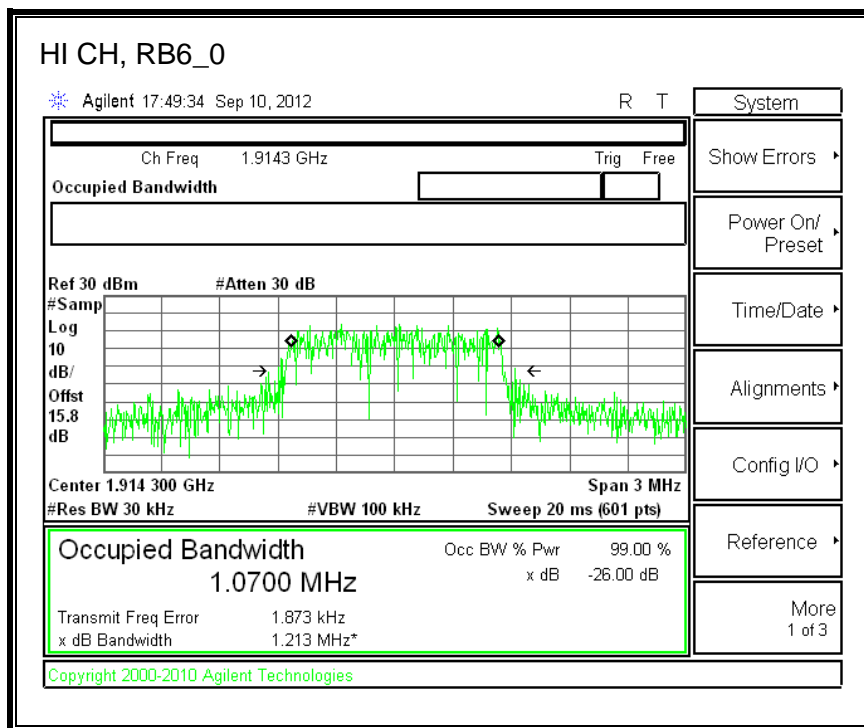 HI CH, RB6_0
Agilent 17:49:34 Sep 10, 2012 R T
Ch Freq 1.9143 GHz Trig Free
Occupied Bandwidth
Ref 30 dBm #Atten 30 dB
#Samp
Log
10
dB/
Offst
15.8
dB
Center 1.914 300 GHz Span 3 MHz
#Res BW 30 kHz #VBW 100 kHz Sweep 20 ms (601 pts)
Occupied Bandwidth Occ BW % Pwr 99.00 %
1.0700 MHz x dB -26.00 dB
Transmit Freq Error 1.873 kHz
x dB Bandwidth 1.213 MHz*
Copyright 2000-2010 Agilent Technologies
System
Show Errors
Power On/
Preset
Time/Date
Alignments
Config I/O
Reference
More
1 of 3